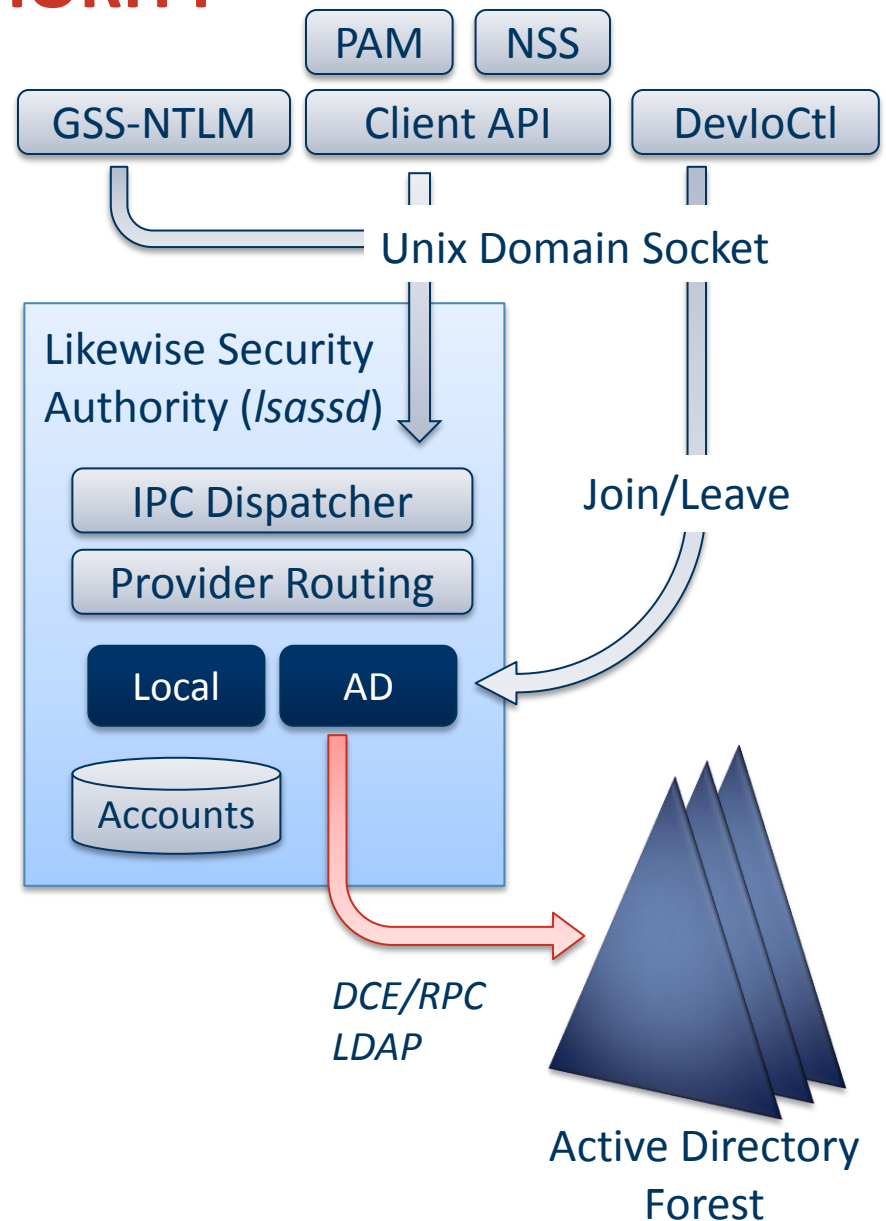 PAM
NSS
GSS-NTLM
Client API
DevIoCtl
Unix Domain Socket
Likewise Security
Authority (lsassd)
IPC Dispatcher
Join/Leave
Provider Routing
Local
AD
Accounts
DCE/RPC
LDAP
Active Directory
Forest